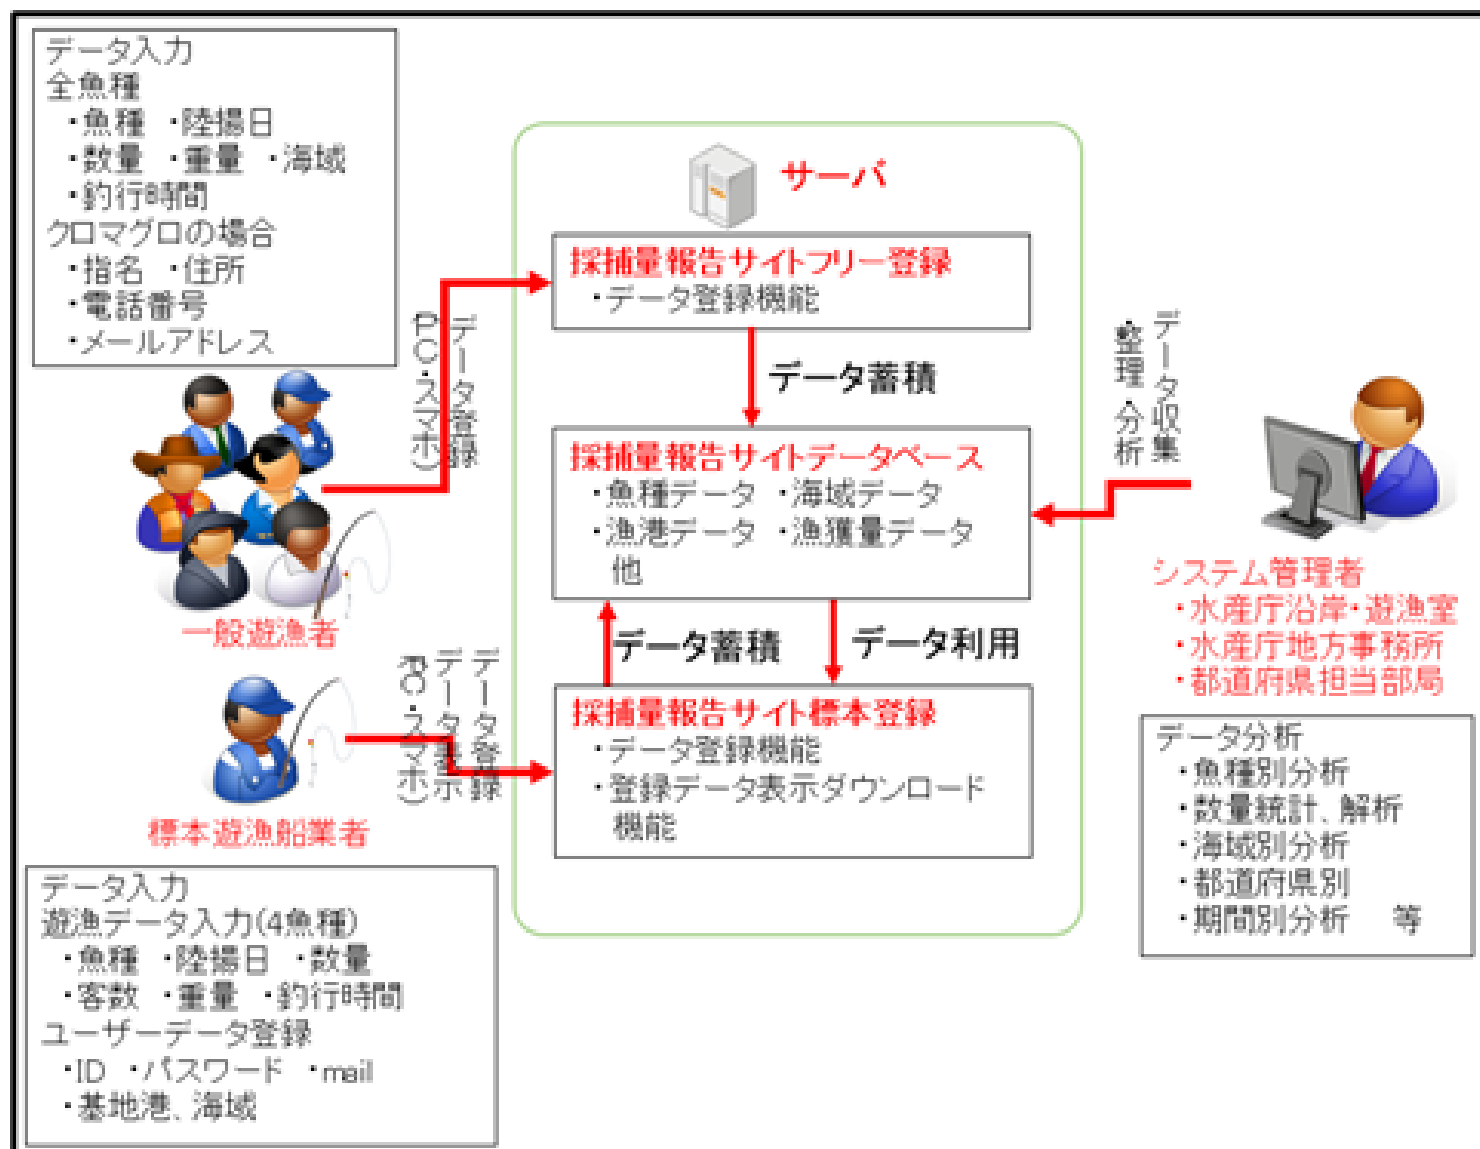 データ入力
全魚種
・魚種 ・陸揚日
・数量 ・重量 ・海域
・釣行時間
クロマグロの場合
・指名 ・住所
・電話番号
・メールアドレス
データ登録
(PC・スマホ)
一般遊漁者
サーバ
採捕量報告サイトフリー登録
・データ登録機能
データ蓄積
採捕量報告サイトデータベース
・魚種データ ・海域データ
・漁港データ ・漁獲量データ
他
データ蓄積
データ利用
採捕量報告サイト標本登録
・データ登録機能
・登録データ表示ダウンロード
機能
データ登録
データ表示
(PC・スマホ)
標本遊漁船業者
データ入力
遊漁データ入力(4魚種)
・魚種 ・陸揚日 ・数量
・客数 ・重量 ・釣行時間
ユーザーデータ登録
・ID ・パスワード ・mail
・基地港、海域
データ収集
・整理・分析
システム管理者
・水産庁沿岸・遊漁室
・水産庁地方事務所
・都道府県担当部局
データ分析
・魚種別分析
・数量統計、解析
・海域別分析
・都道府県別
・期間別分析 等